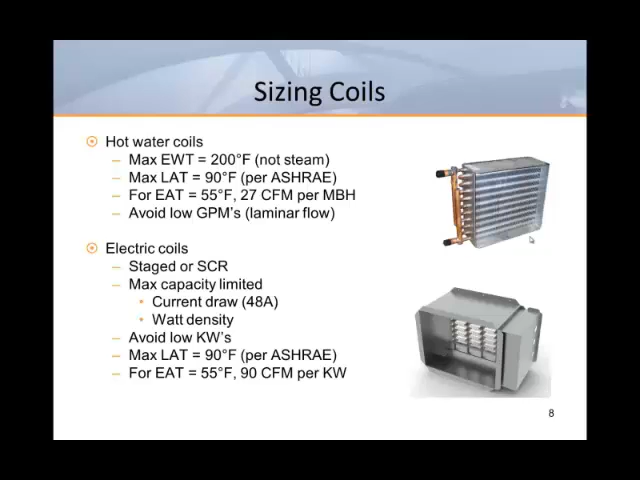 Sizing Coils
Hot water coils
– Max EWT = 200°F (not steam)
– Max LAT = 90°F (per ASHRAE)
– For EAT = 55°F, 27 CFM per MBH
– Avoid low GPM’s (laminar flow)
Electric coils
– Staged or SCR
– Max capacity limited
• Current draw (48A)
• Watt density
– Avoid low KW’s
– Max LAT = 90°F (per ASHRAE)
– For EAT = 55°F, 90 CFM per KW
8